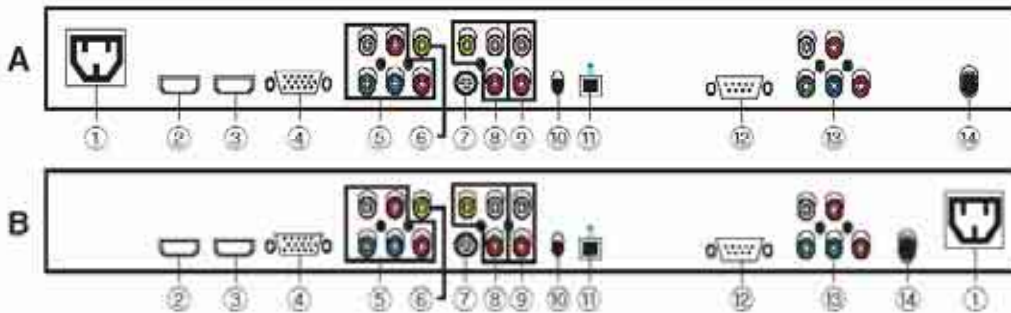 A
① ② ③ ④ ⑤ ⑥ ⑦ ⑧ ⑨ ⑩ ⑪ ⑫ ⑬ ⑭
B
② ③ ④ ⑤ ⑥ ⑦ ⑧ ⑨ ⑩ ⑪ ⑫ ⑬ ⑭ ①